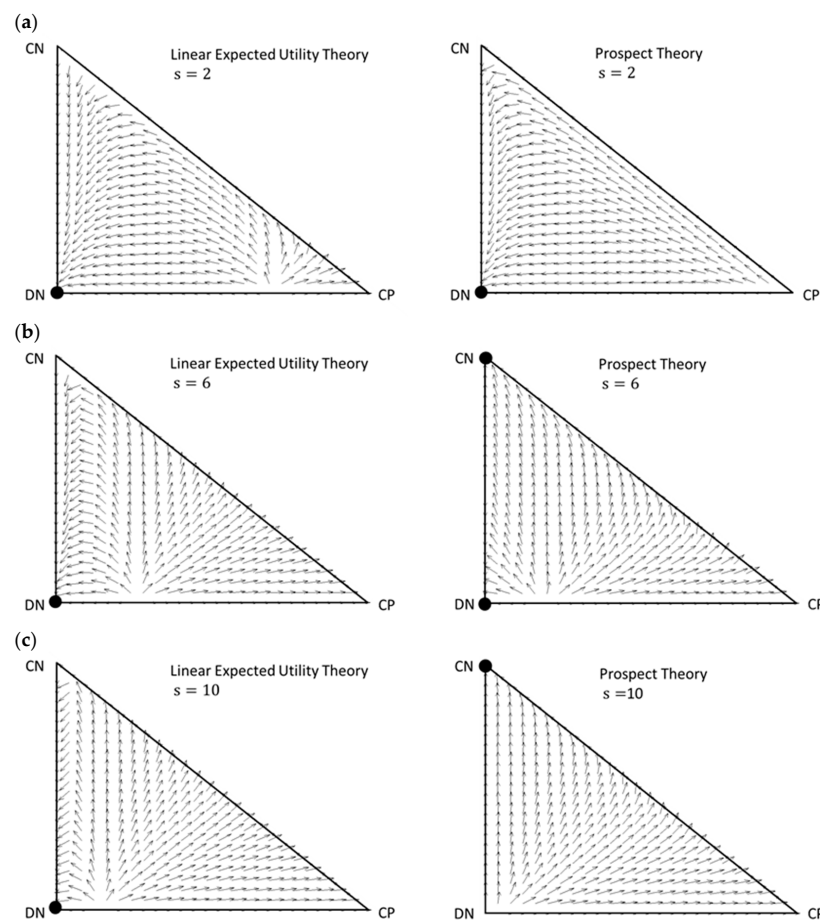 (a)
CN
Linear Expected Utility Theory
s = 2
DN
CP
CN
Prospect Theory
s = 2
DN
CP
(b)
CN
Linear Expected Utility Theory
s = 6
DN
CP
CN
Prospect Theory
s = 6
DN
CP
(c)
CN
Linear Expected Utility Theory
s = 10
DN
CP
CN
Prospect Theory
s =10
DN
CP